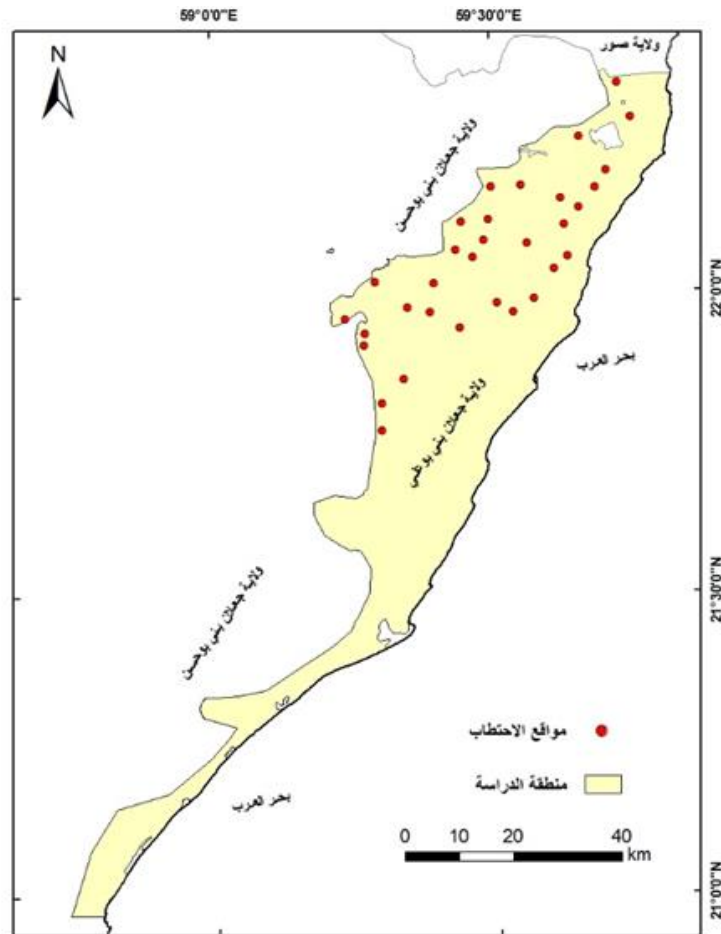 59°0'0"E
59°30'0"E
ولاية صور
N
ولاية جعلان بني بوحسن
22°0'0"N
بحر العرب
ولاية جعلان بني بوعلي
21°30'0"N
ولاية جعلان بني بوحسن
مواقع الاحتطاب
منطقة الدراسة
بحر العرب
0 10 20 40
km
21°0'0"N